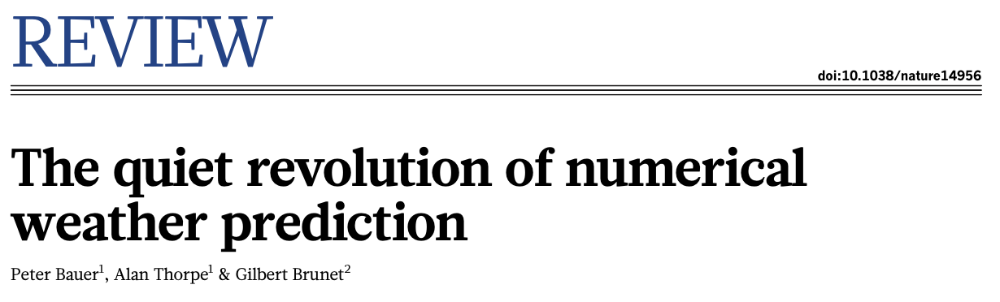 REVIEW
doi:10.1038/nature14956
The quiet revolution of numerical
weather prediction
Peter Bauer¹, Alan Thorpe¹ & Gilbert Brunet²